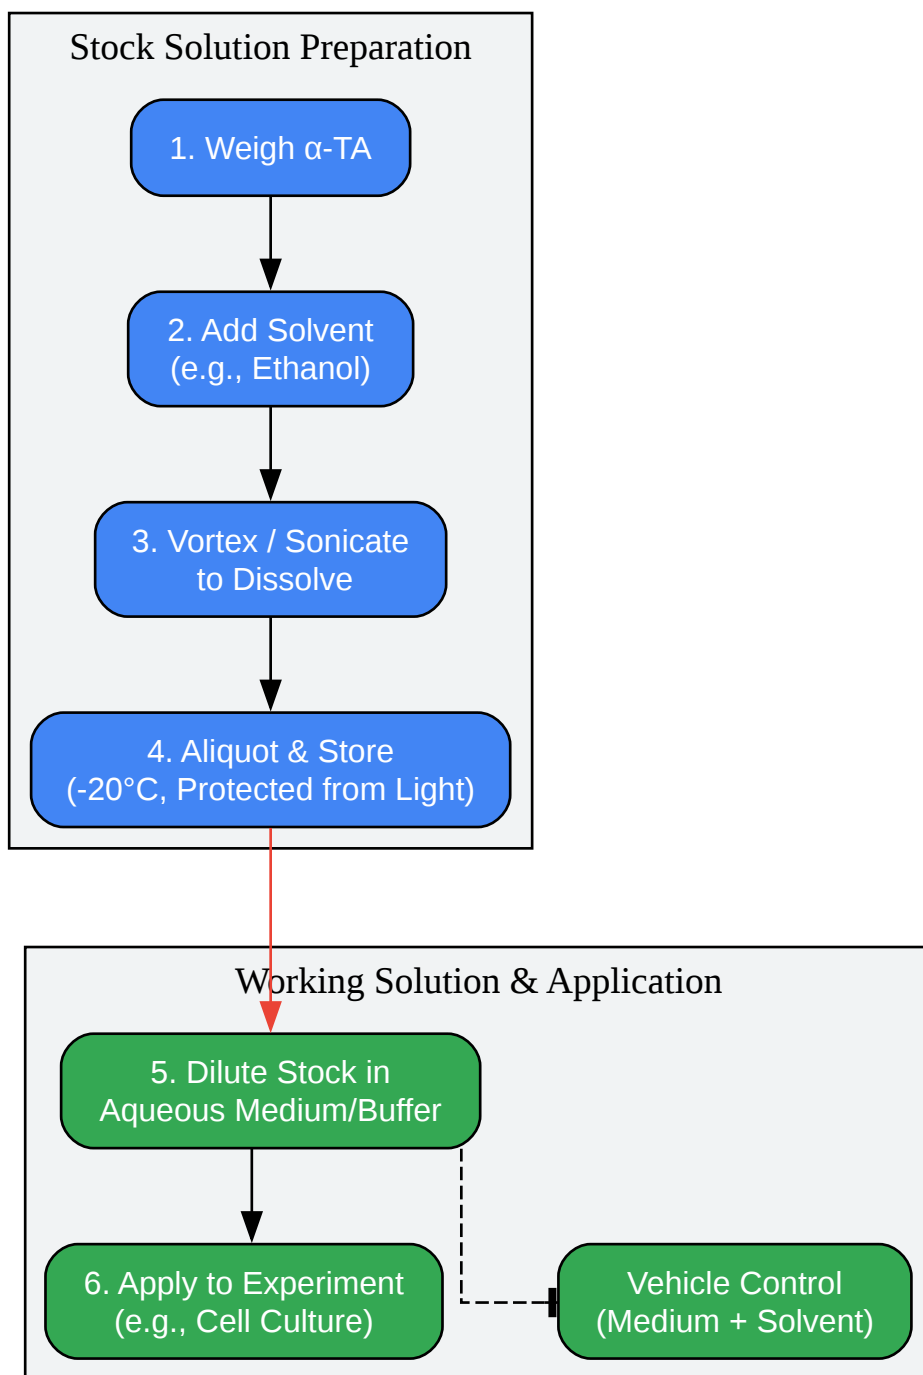 Stock Solution Preparation
1. Weigh α-TA
2. Add Solvent
(e.g., Ethanol)
3. Vortex / Sonicate
to Dissolve
4. Aliquot & Store
(-20°C, Protected from Light)
Working Solution & Application
5. Dilute Stock in
Aqueous Medium/Buffer
6. Apply to Experiment
(e.g., Cell Culture)
Vehicle Control
(Medium + Solvent)